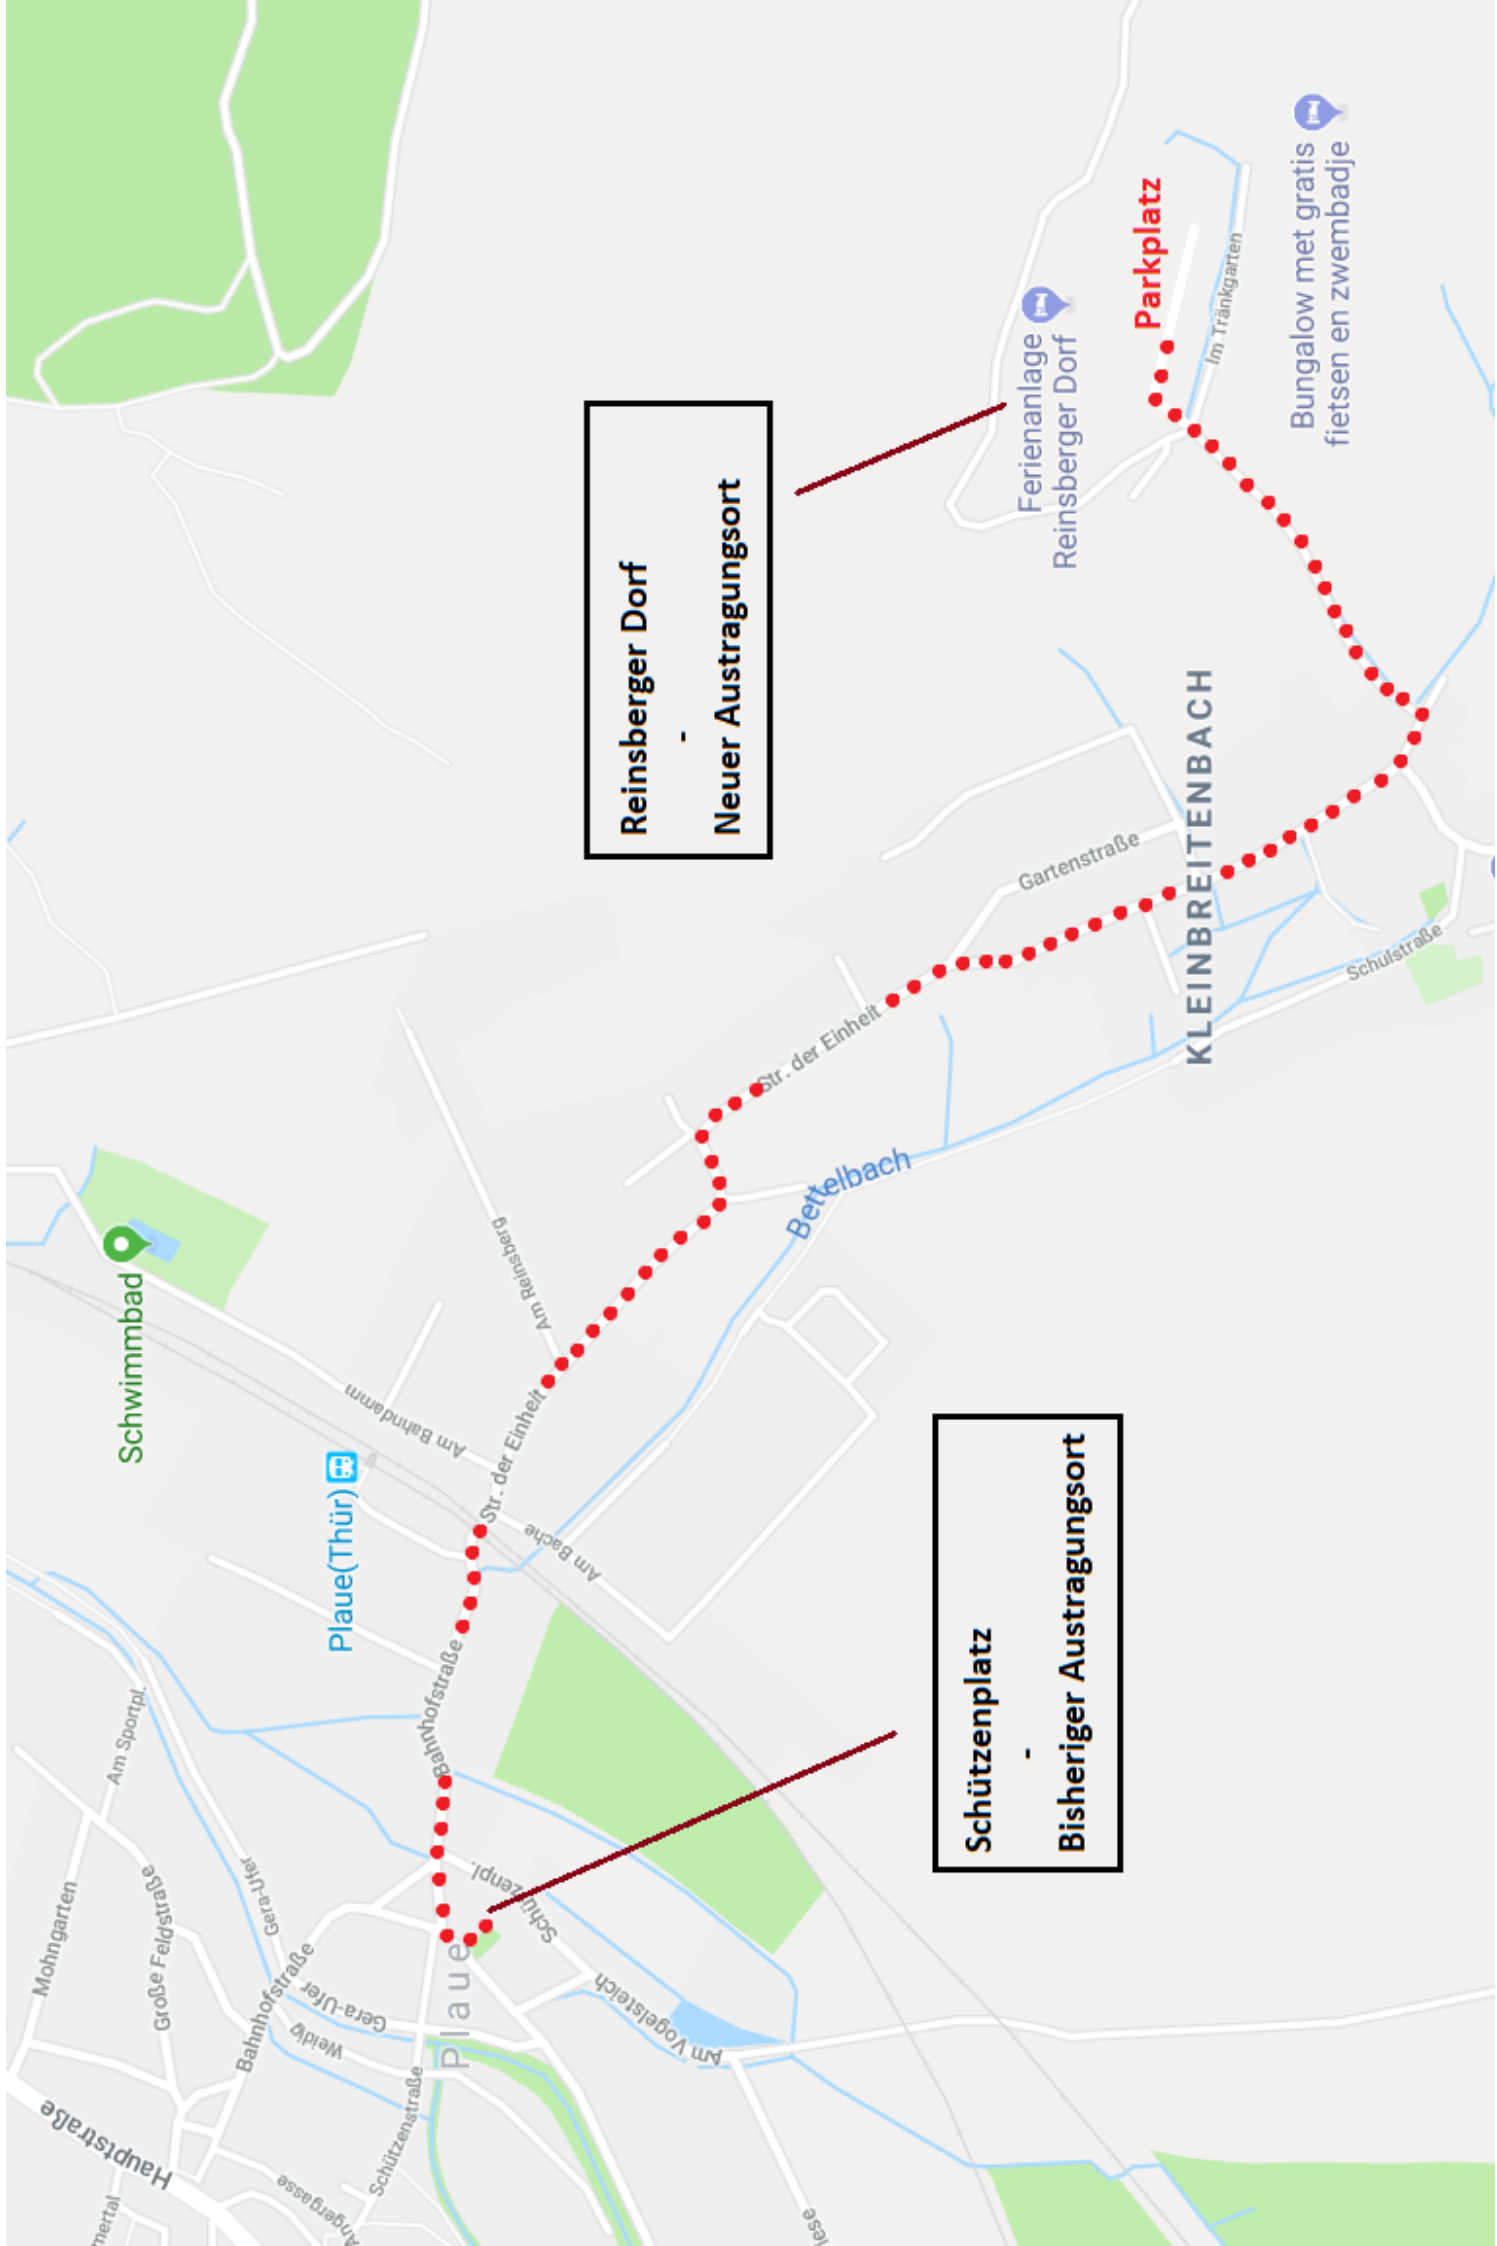 Schwimmbad
Plaue(Thür)
Am Bahndamm
Am Reinsberg
Str. der Einheit
Str. der Einheit
Am Bache
Bahnhofstraße
Am Sportpl.
Mohngarten
Große Feldstraße
Gera-Ufer
Bahnhofstraße
Gera-Ufer
Weidig
Hauptstraße
Schützenstraße
Angergasse
Plaue
Schützenpl.
Am Vogelsteich
Bettelbach
Reinsberger Dorf
-
Neuer Austragungsort
Schützenplatz
-
Bisheriger Austragungsort
Ferienanlage
Reinsberger Dorf
Parkplatz
Im Tränkgarten
Bungalow met gratis
fietsen en zwembadje
Gartenstraße
KLEINBREITENBACH
Schulstraße